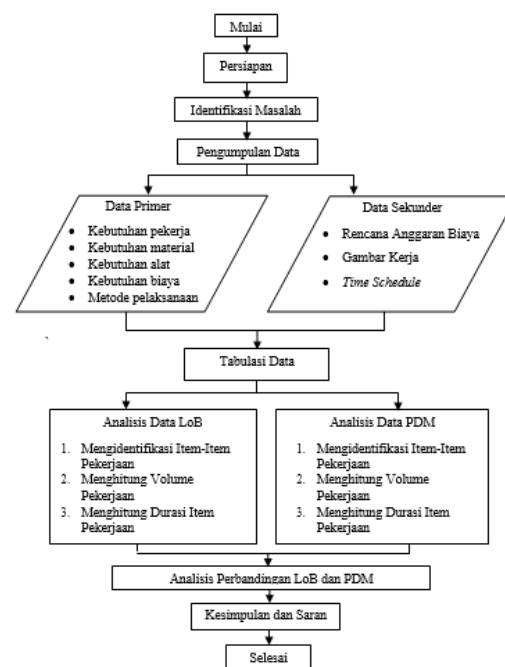 Mulai
Persiapan
Identifikasi Masalah
Pengumpulan Data
Data Primer
• Kebutuhan pekerja
• Kebutuhan material
• Kebutuhan alat
• Kebutuhan biaya
• Metode pelaksanaan
Data Sekunder
• Rencana Anggaran Biaya
• Gambar Kerja
• Time Schedule
Tabulasi Data
Analisis Data LoB
1. Mengidentifikasi Item-Item
Pekerjaan
2. Menghitung Volume
Pekerjaan
3. Menghitung Durasi Item
Pekerjaan
Analisis Data PDM
1. Mengidentifikasi Item-Item
Pekerjaan
2. Menghitung Volume
Pekerjaan
3. Menghitung Durasi Item
Pekerjaan
Analisis Perbandingan LoB dan PDM
Kesimpulan dan Saran
Selesai